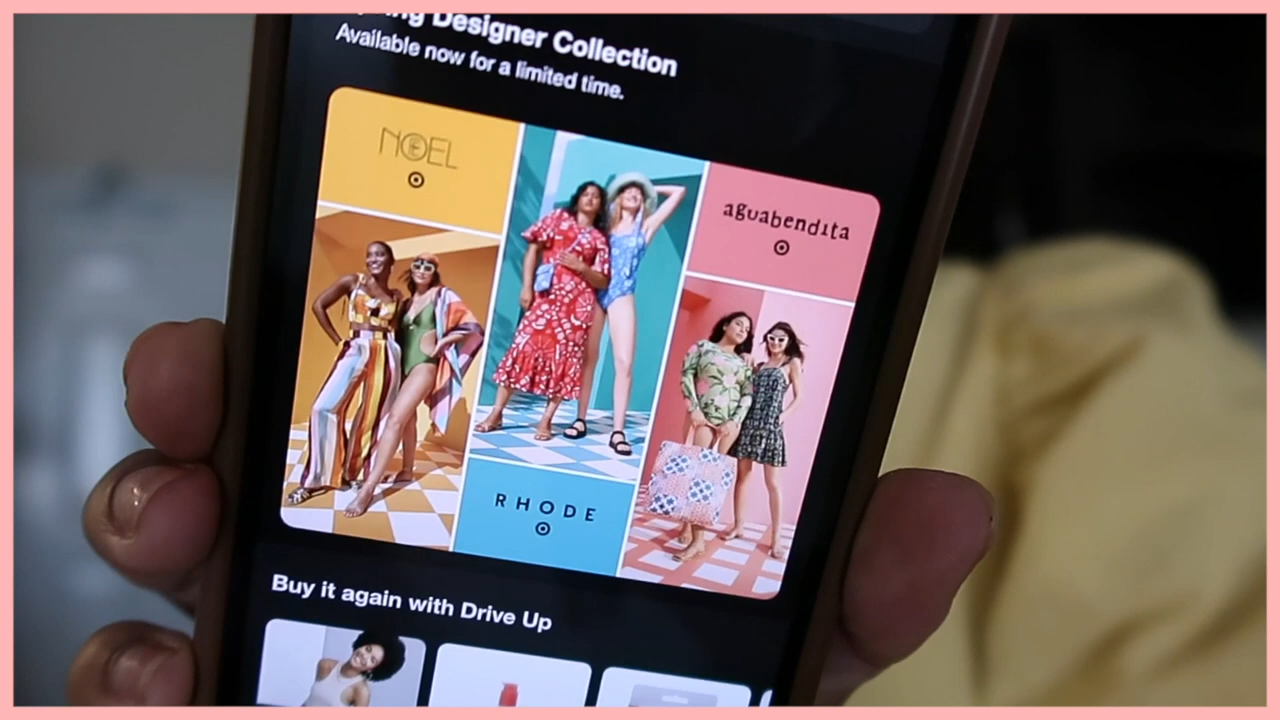 Designer Collection
Available now for a limited time.
NOEL
aguabendita
RHODE
Buy it again with Drive Up